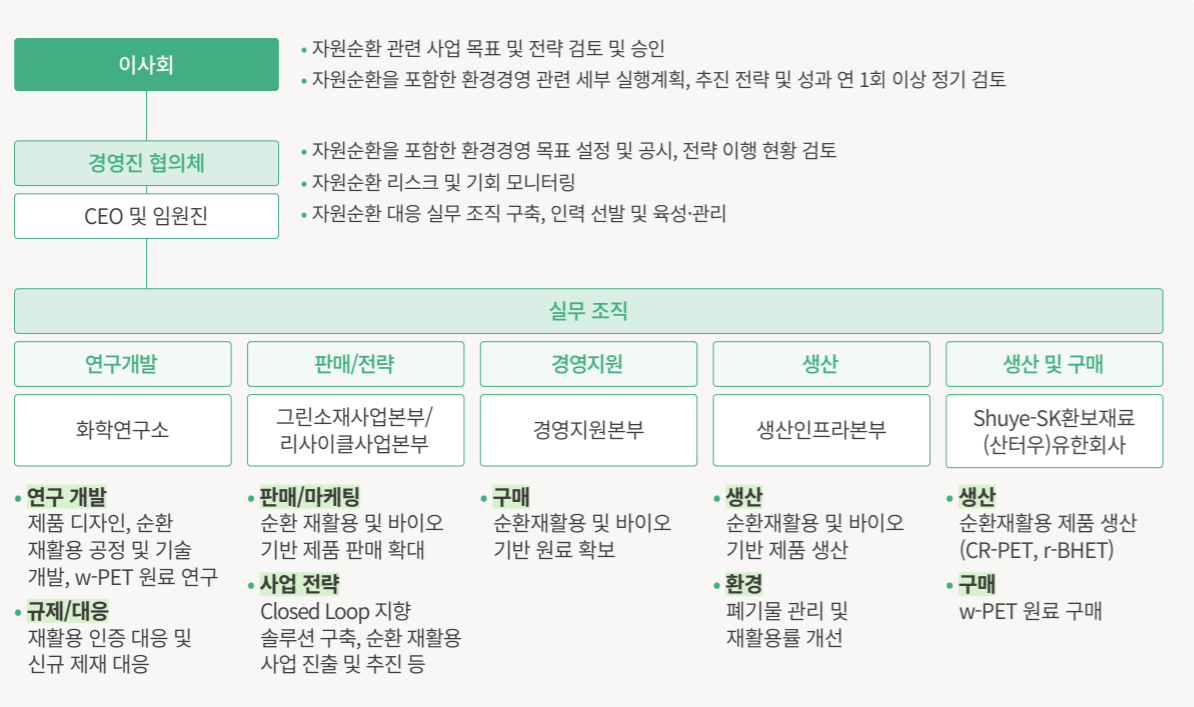 이사회
• 자원순환 관련 사업 목표 및 전략 검토 및 승인
• 자원순환을 포함한 환경경영 관련 세부 실행계획, 추진 전략 및 성과 연 1회 이상 정기 검토
경영진 협의체
CEO 및 임원진
• 자원순환을 포함한 환경경영 목표 설정 및 공시, 전략 이행 현황 검토
• 자원순환 리스크 및 기회 모니터링
• 자원순환 대응 실무 조직 구축, 인력 선발 및 육성·관리
실무 조직
연구개발
화학연구소
• 연구 개발
제품 디자인, 순환
재활용 공정 및 기술
개발, w-PET 원료 연구
• 규제/대응
재활용 인증 대응 및
신규 제재 대응
판매/전략
그린소재사업본부/
리사이클사업본부
• 판매/마케팅
순환 재활용 및 바이오
기반 제품 판매 확대
• 사업 전략
Closed Loop 지향
솔루션 구축, 순환 재활용
사업 진출 및 추진 등
경영지원
경영지원본부
• 구매
순환재활용 및 바이오
기반 원료 확보
생산
생산인프라본부
• 생산
순환재활용 및 바이오
기반 제품 생산
• 환경
폐기물 관리 및
재활용률 개선
생산 및 구매
Shuye-SK환보재료
(산터우)유한회사
• 생산
순환재활용 제품 생산
(CR-PET, r-BHET)
• 구매
w-PET 원료 구매